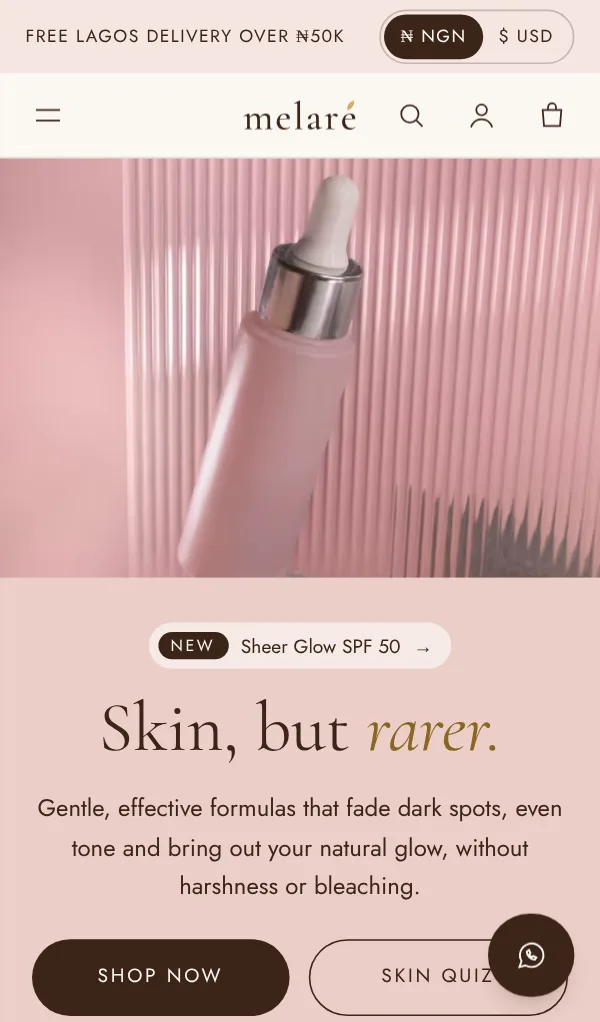 FREE LAGOS DELIVERY OVER ₦50K
₦ NGN
$ USD
melaré
NEW Sheer Glow SPF 50 →
Skin, but rarer.
Gentle, effective formulas that fade dark spots, even
tone and bring out your natural glow, without
harshness or bleaching.
SHOP NOW
SKIN QUIZ